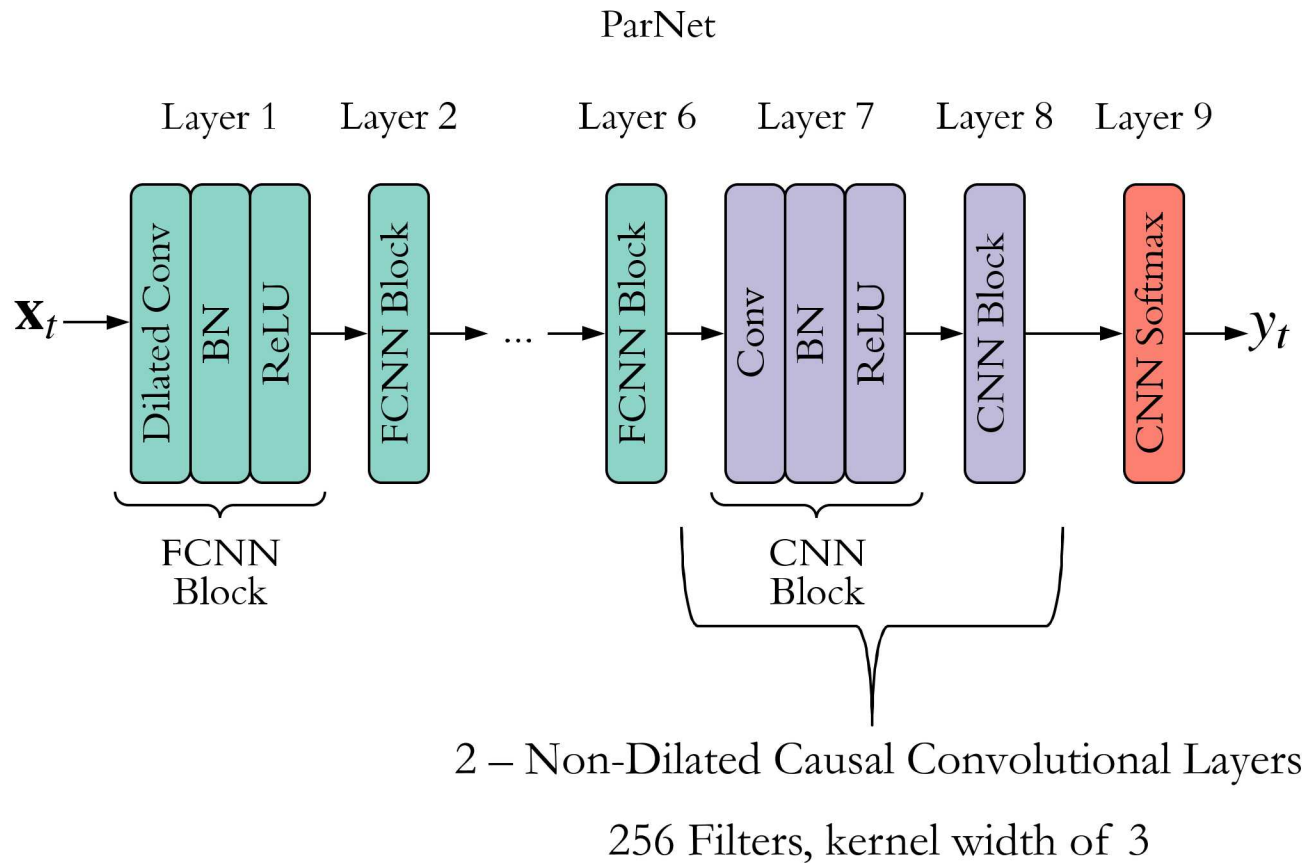 ParNet
Layer 1 Layer 2 Layer 6 Layer 7 Layer 8 Layer 9
x_t
Dilated Conv
BN
ReLU
FCNN Block
...
FCNN Block
Conv
BN
ReLU
CNN Block
CNN Softmax
y_t
FCNN
Block
CNN
Block
2 – Non-Dilated Causal Convolutional Layers
256 Filters, kernel width of 3